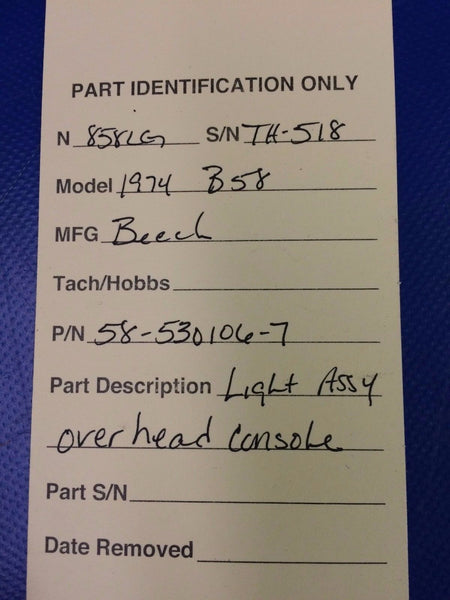 PART IDENTIFICATION ONLY
N 858LG S/N TH-518
Model 1974 B58
MFG Beech
Tach/Hobbs
P/N 58-530106-7
Part Description Light Assy
overhead console
Part S/N
Date Removed